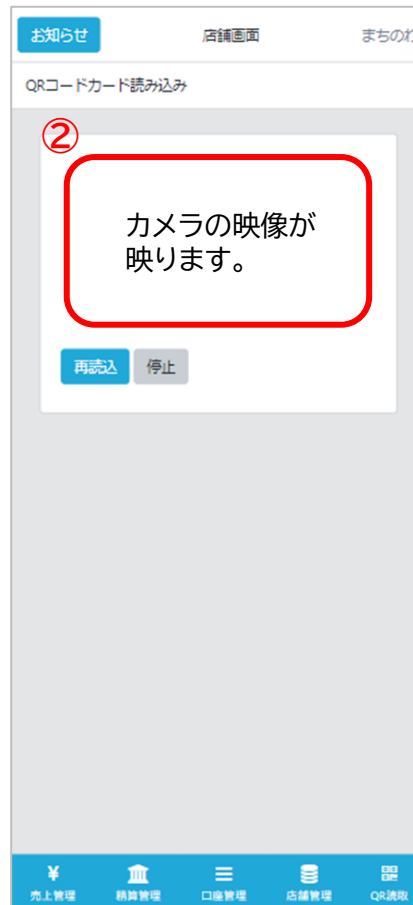 お知らせ 店舗画面 まちのわ
QRコードカード読み込み
②
カメラの映像が
映ります。
再読込 停止
売上管理 精算管理 口座管理 店舗管理 QR読取